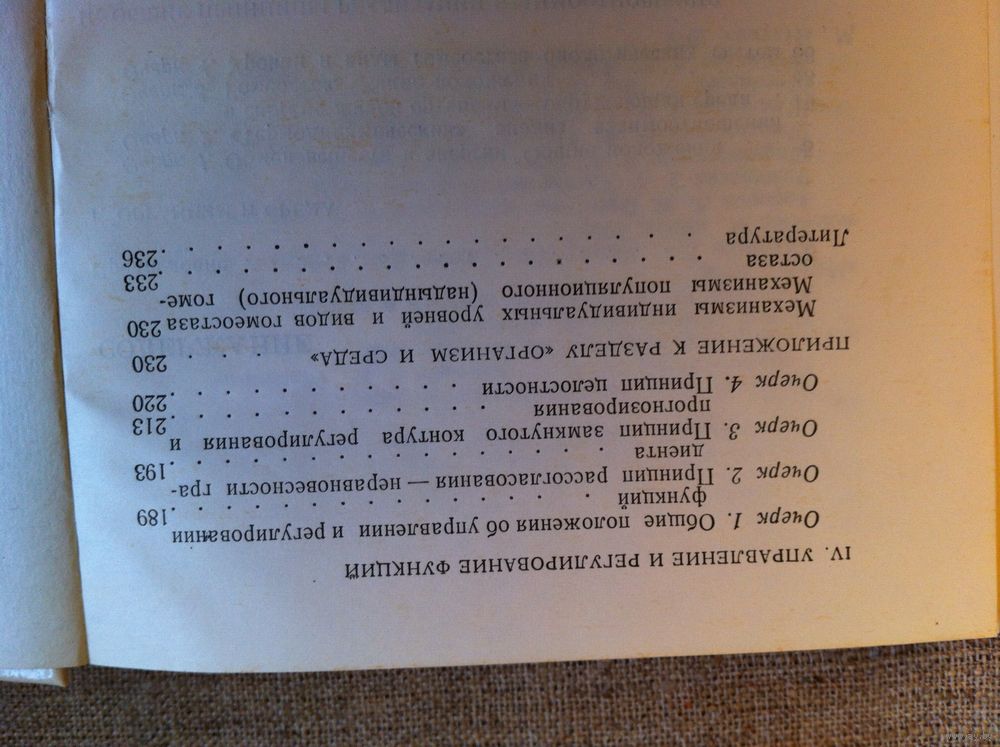 IV. УПРАВЛЕНИЕ И РЕГУЛИРОВАНИЕ ФУНКЦИЙ
Очерк 1. Общие положения об управлении и регулировании
функций . . . . . . . . . . . . . . 189
Очерк 2. Принцип рассогласования — неравновесности гра-
диента . . . . . . . . . . . . . . 193
Очерк 3. Принцип замкнутого контура регулирования и
прогнозирования . . . . . . . . . . . 213
Очерк 4. Принцип целостности . . . . . . . . . . 220
ПРИЛОЖЕНИЕ К РАЗДЕЛУ «ОРГАНИЗМ И СРЕДА» . . . 230
Механизмы индивидуальных уровней и видов гомеостаза 230
Механизмы популяционного (надындивидуального) гоме-
остаза . . . . . . . . . . . . . . . . 233
Литература . . . . . . . . . . . . . . . . 236